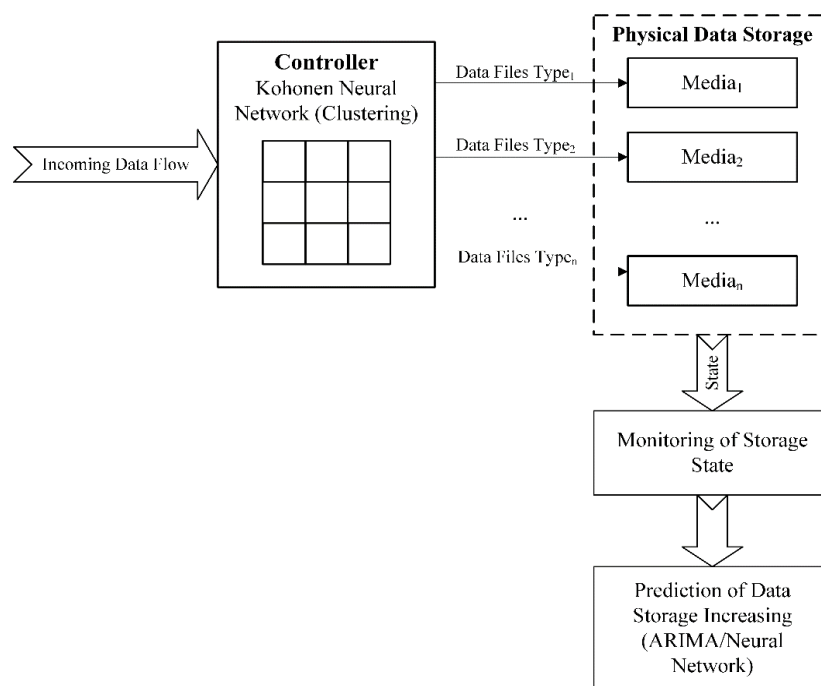 Physical Data Storage
Controller
Kohonen Neural
Network (Clustering)
Incoming Data Flow
Data Files Type₁
Media₁
Data Files Type₂
Media₂
...
...
Data Files Typeₙ
Mediaₙ
State
Monitoring of Storage
State
Prediction of Data
Storage Increasing
(ARIMA/Neural
Network)